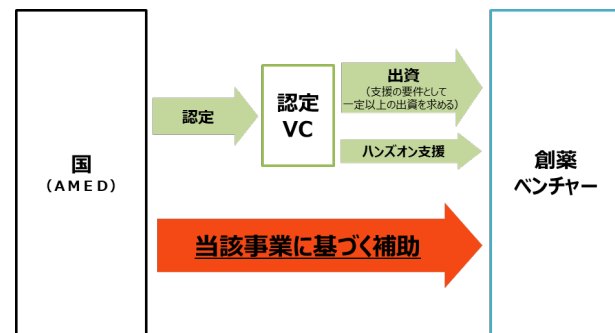 国
(ＡＭＥＤ)
認定
認定
VC
出資
(支援の要件として
一定以上の出資を求める)
ハンズオン支援
当該事業に基づく補助
創薬
ベンチャー